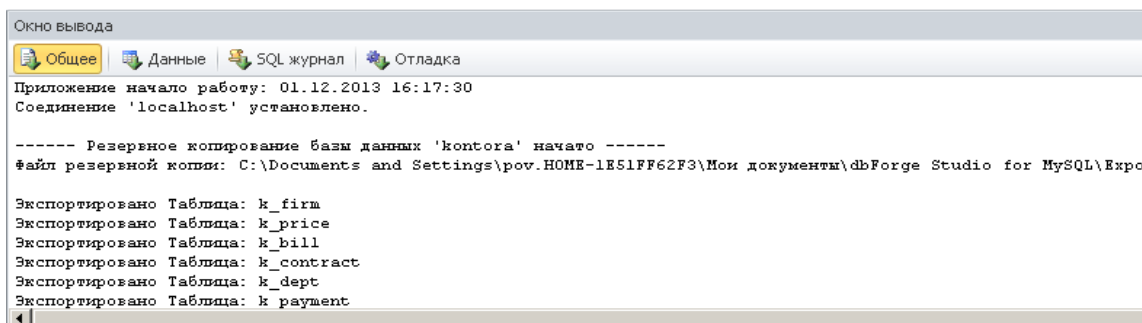 Окно вывода
Общее Данные SQL журнал Отладка
Приложение начало работу: 01.12.2013 16:17:30
Соединение 'localhost' установлено.
------ Резервное копирование базы данных 'kontora' начато ------
Файл резервной копии: C:\Documents and Settings\pov.HOME-1E51FF62F3\Мои документы\dbForge Studio for MySQL\Expo
Экспортировано Таблица: k_firm
Экспортировано Таблица: k_price
Экспортировано Таблица: k_bill
Экспортировано Таблица: k_contract
Экспортировано Таблица: k_dept
Экспортировано Таблица: k_payment